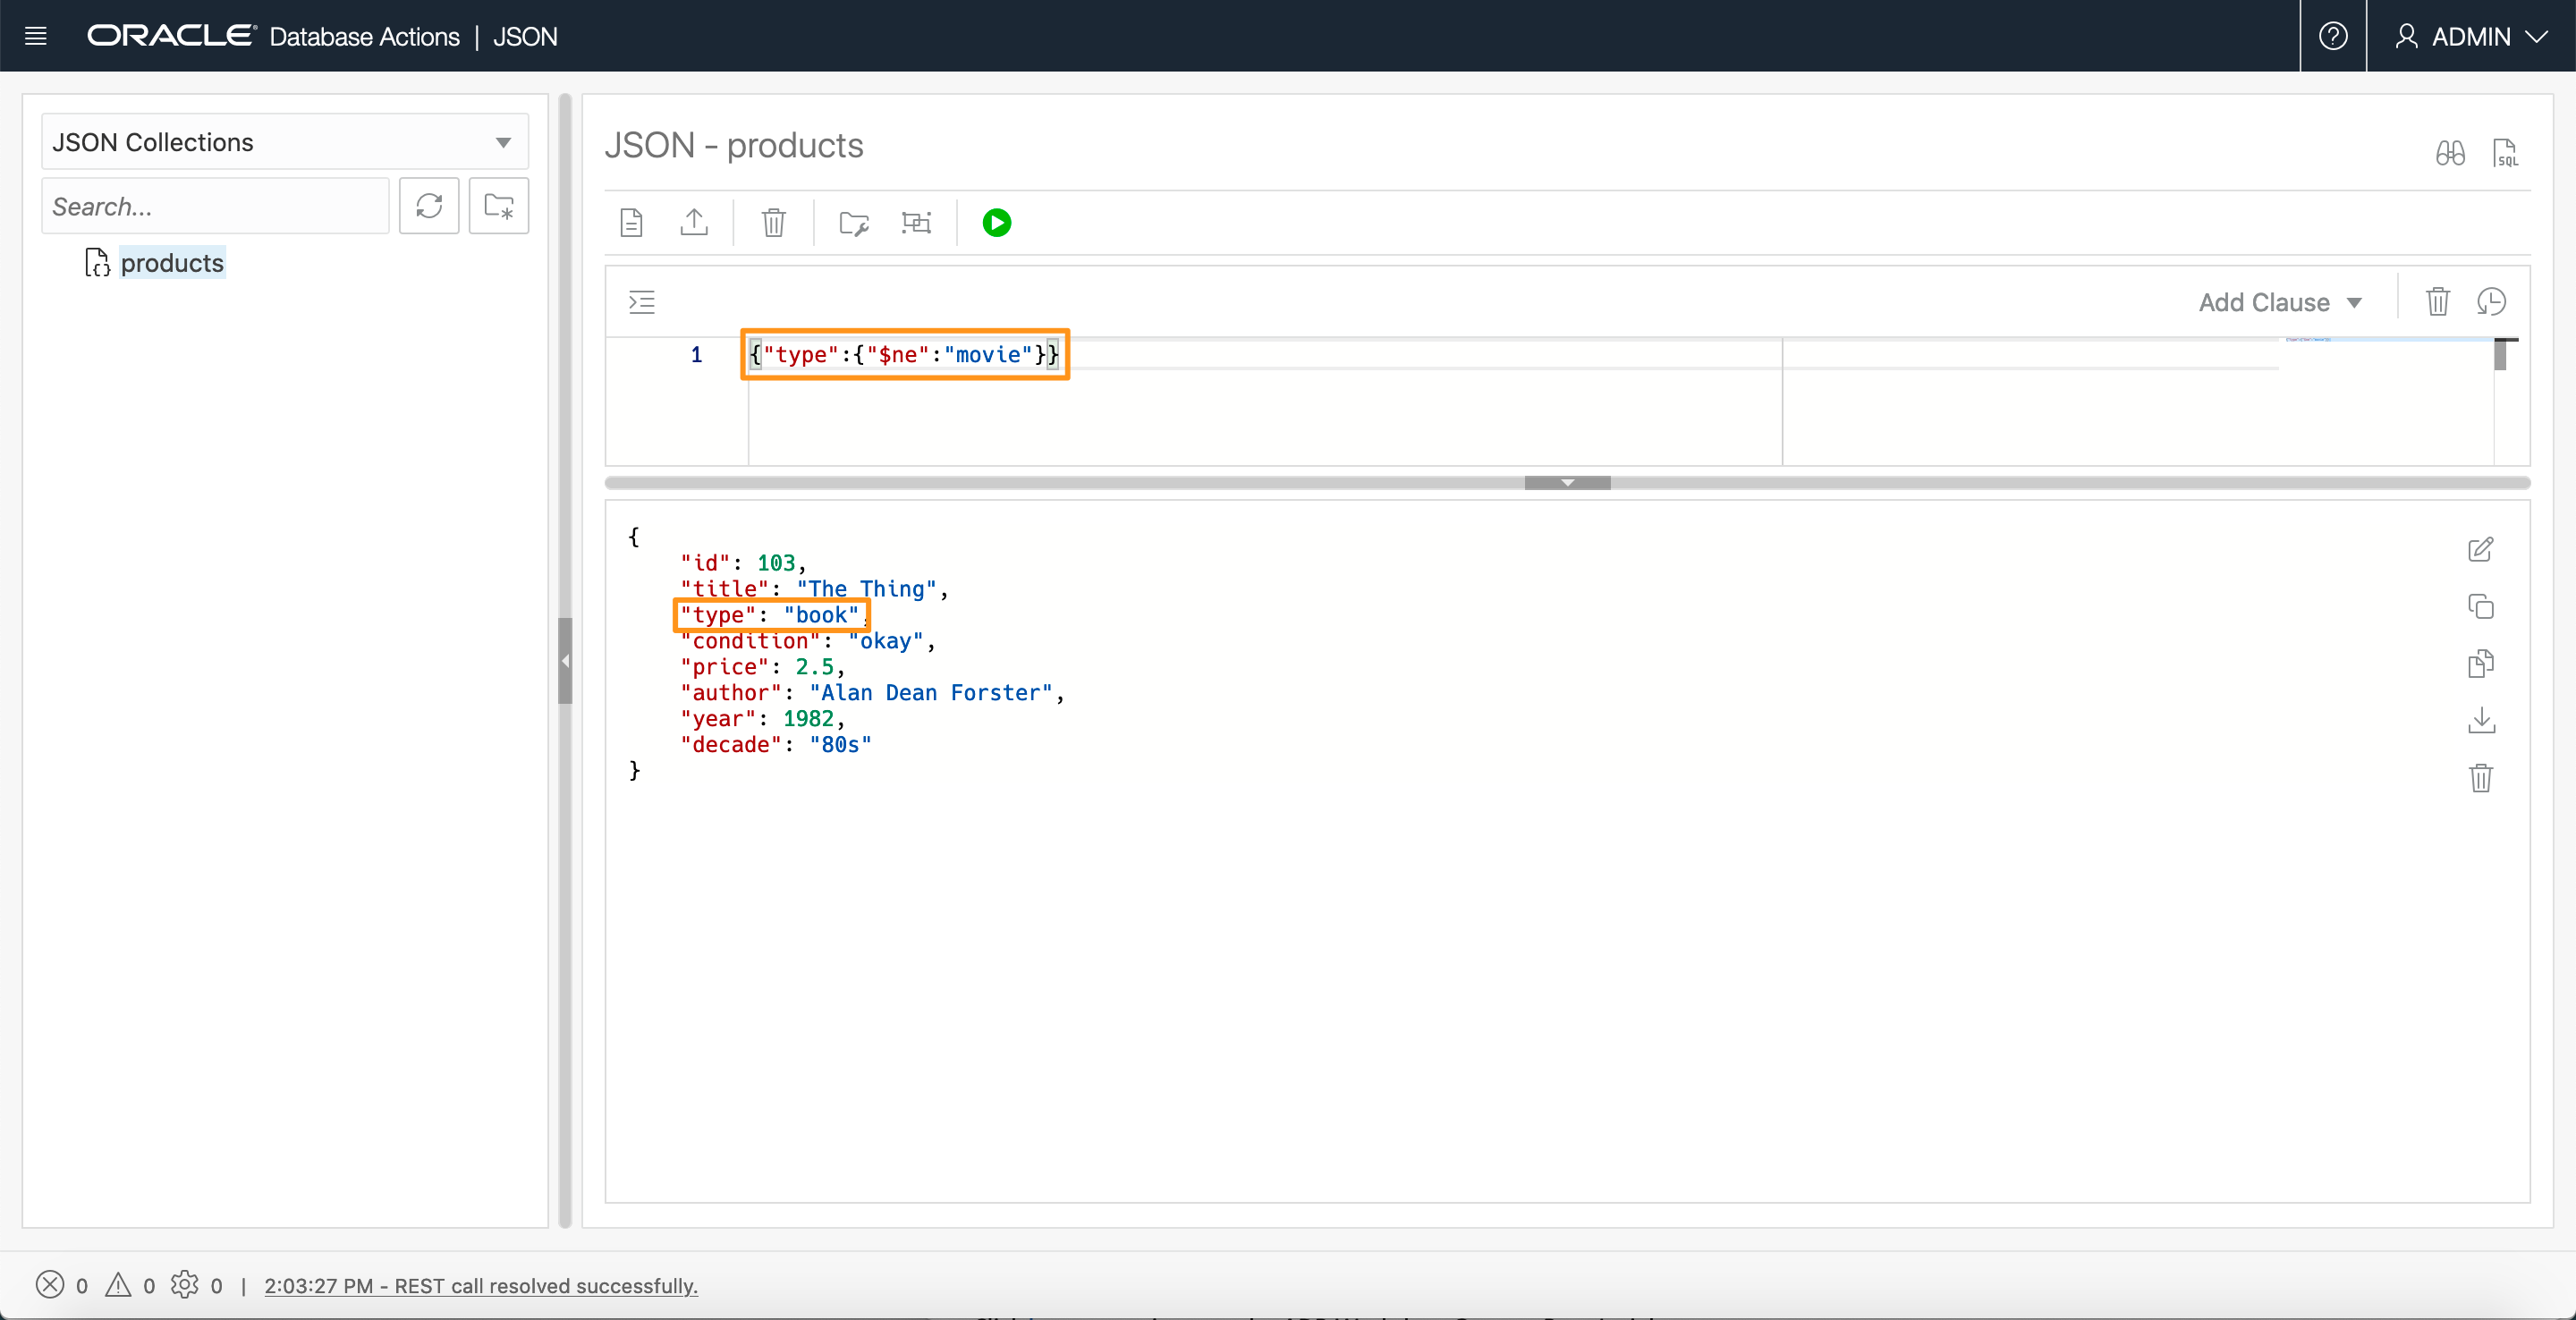 ORACLE Database Actions | JSON
ADMIN
JSON Collections
Search...
products
JSON - products
SQL
Add Clause
1 {"type":{"$ne":"movie"}}
{
"id": 103,
"title": "The Thing",
"type": "book",
"condition": "okay",
"price": 2.5,
"author": "Alan Dean Forster",
"year": 1982,
"decade": "80s"
}
0 0 0 | 2:03:27 PM - REST call resolved successfully.